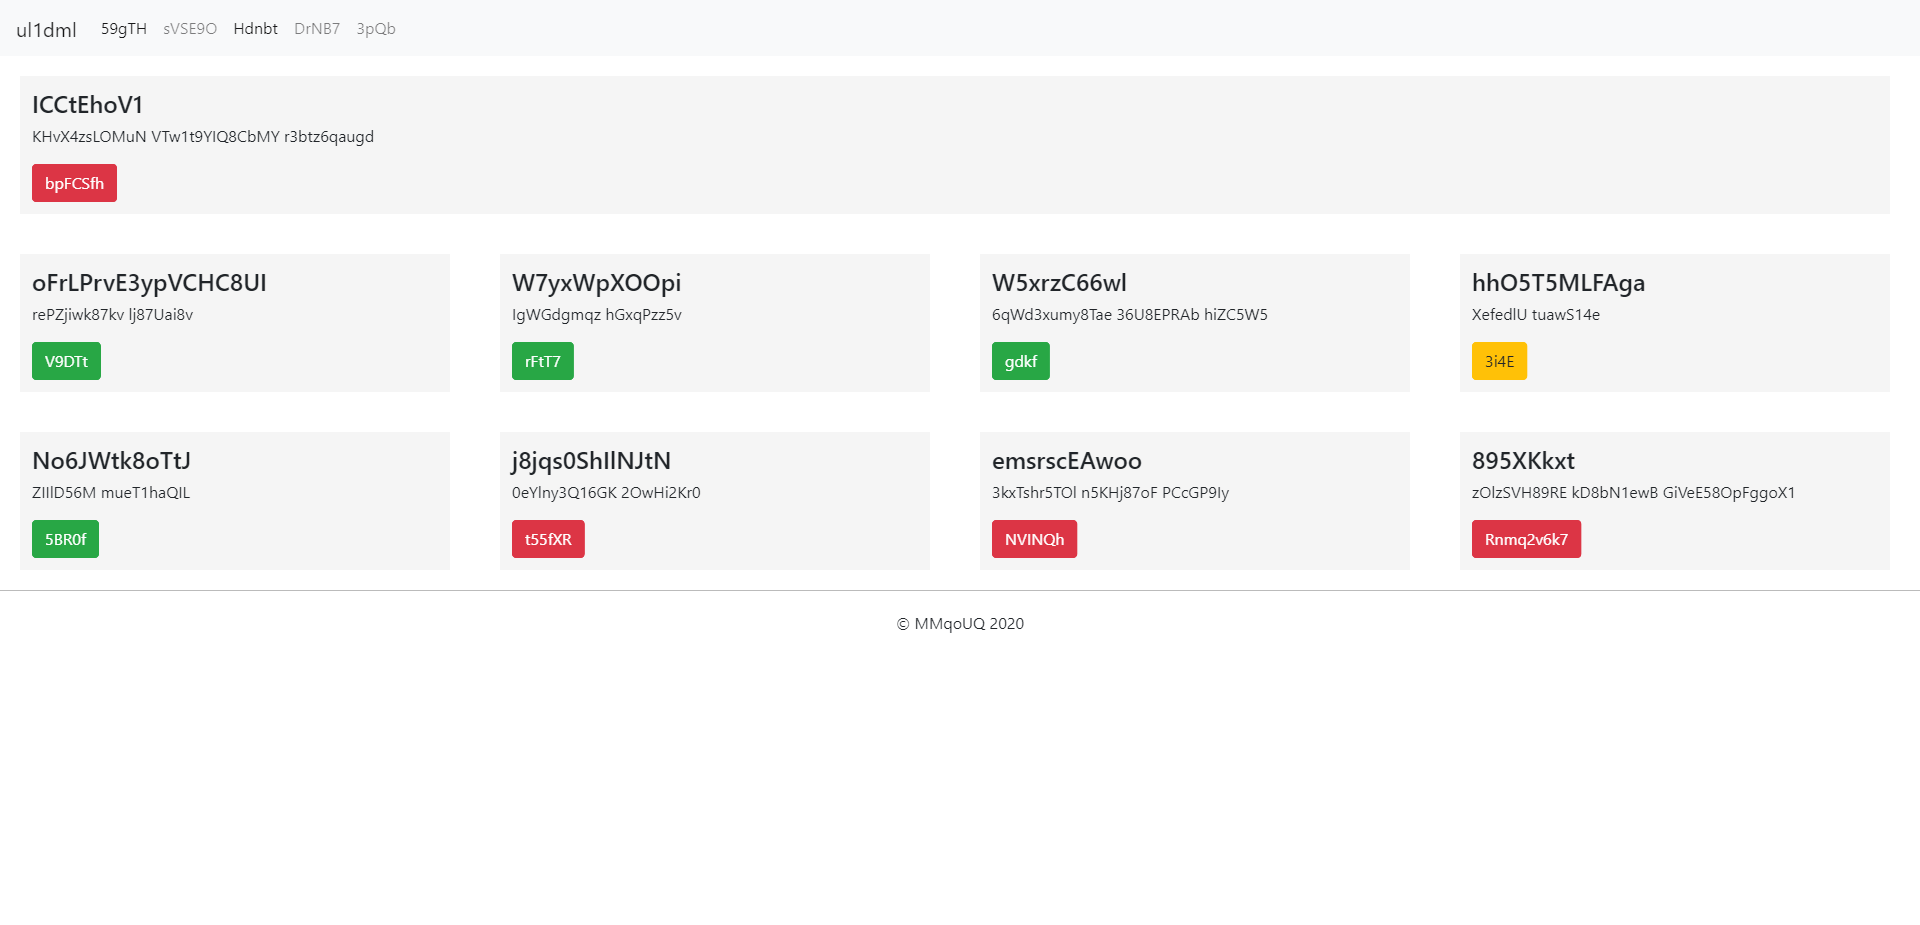 ul1dml 59gTH sVSE9O Hdnbt DrNB7 3pQb
ICCtEhoV1
KHvX4zsLOMuN VTw1t9YIQ8CbMY r3btz6qaugd
bpFCSfh
oFrLPrvE3ypVCHC8UI
rePZjiwk87kv lj87Uai8v
V9DTt
W7yxWpXOOpi
IgWGdgmqz hGxqPzz5v
rFtT7
W5xrzC66wl
6qWd3xumy8Tae 36U8EPRAb hiZC5W5
gdkf
hhO5T5MLFAga
XefedlU tuawS14e
3i4E
No6JWtk8oTtJ
ZIIlD56M mueT1haQIL
5BR0f
j8jqs0ShIlNJtN
0eYlny3Q16GK 2OwHi2Kr0
t55fXR
emsrscEAwoo
3kxTshr5TOl n5KHj87oF PCcGP9Iy
NVINQh
895XKkxt
zOlzSVH89RE kD8bN1ewB GiVeE58OpFggoX1
Rnmq2v6k7
© MMqoUQ 2020